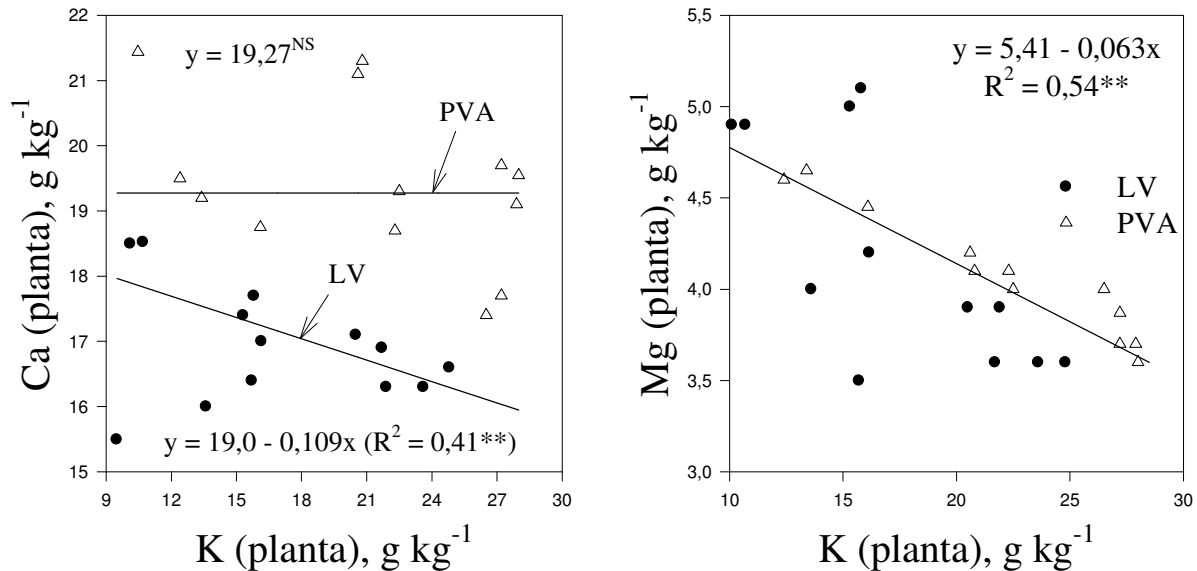 22
21
20
19
18
17
16
15
Ca (planta), g kg⁻¹
y = 19,27ᴺˢ
PVA
LV
y = 19,0 - 0,109x (R² = 0,41**)
9 12 15 18 21 24 27 30
K (planta), g kg⁻¹
5,5
5,0
4,5
4,0
3,5
3,0
Mg (planta), g kg⁻¹
y = 5,41 - 0,063x
R² = 0,54**
LV
PVA
10 15 20 25 30
K (planta), g kg⁻¹